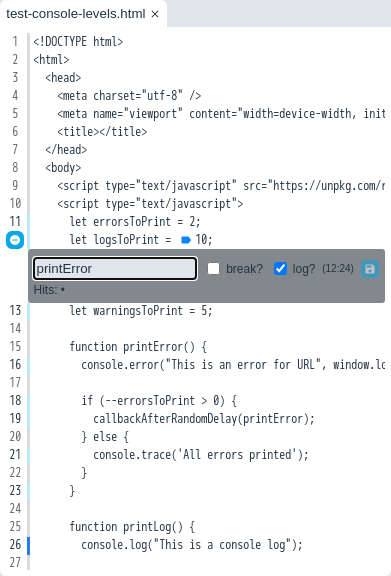 test-console-levels.html ×
1 <!DOCTYPE html>
2 <html>
3 <head>
4 <meta charset="utf-8" />
5 <meta name="viewport" content="width=device-width, init
6 <title></title>
7 </head>
8 <body>
9 <script type="text/javascript" src="https://unpkg.com/r
10 <script type="text/javascript">
11 let errorsToPrint = 2;
let logsToPrint = 10;
printError break? log? (12:24)
Hits: •
13 let warningsToPrint = 5;
14
15 function printError() {
16 console.error("This is an error for URL", window.lo
17
18 if (--errorsToPrint > 0) {
19 callbackAfterRandomDelay(printError);
20 } else {
21 console.trace('All errors printed');
22 }
23 }
24
25 function printLog() {
26 console.log("This is a console log");
27